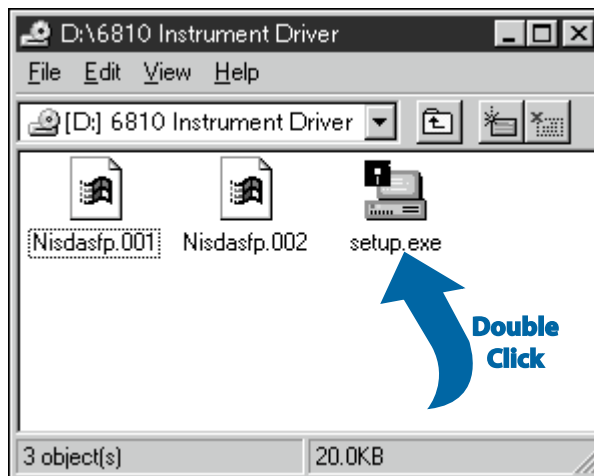 D:\6810 Instrument Driver
File Edit View Help
[D:] 6810 Instrument Driver
Nisdasfp.001 Nisdasfp.002 setup.exe
Double
Click
3 object(s) 20.0KB